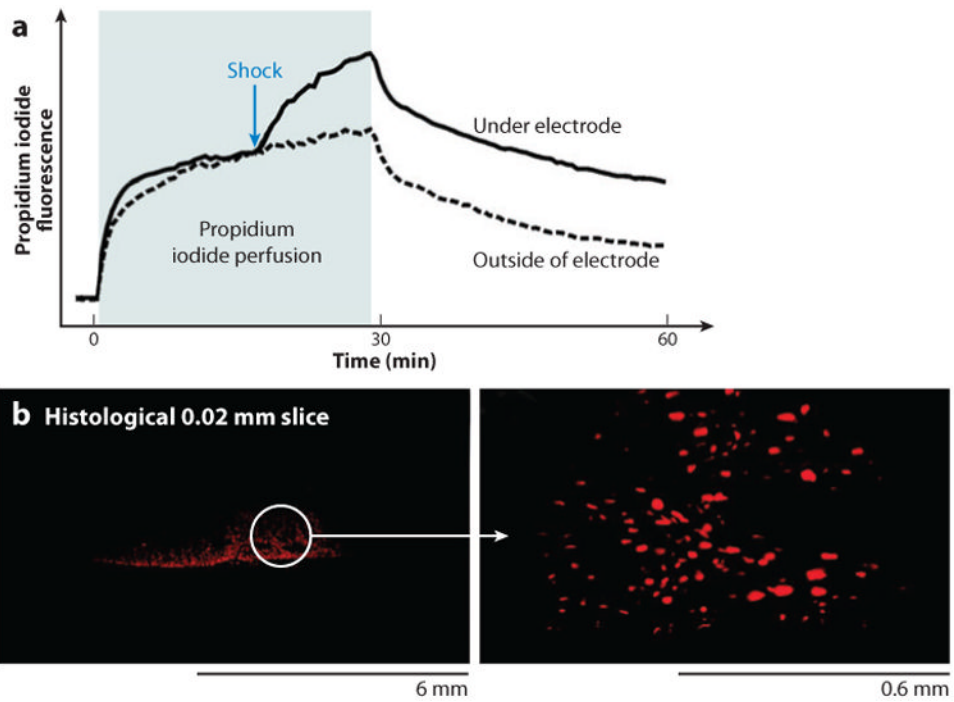 a
Propidium iodide
fluorescence
Shock
Under electrode
Propidium
iodide perfusion
Outside of electrode
0
30
60
Time (min)
b Histological 0.02 mm slice
6 mm
0.6 mm